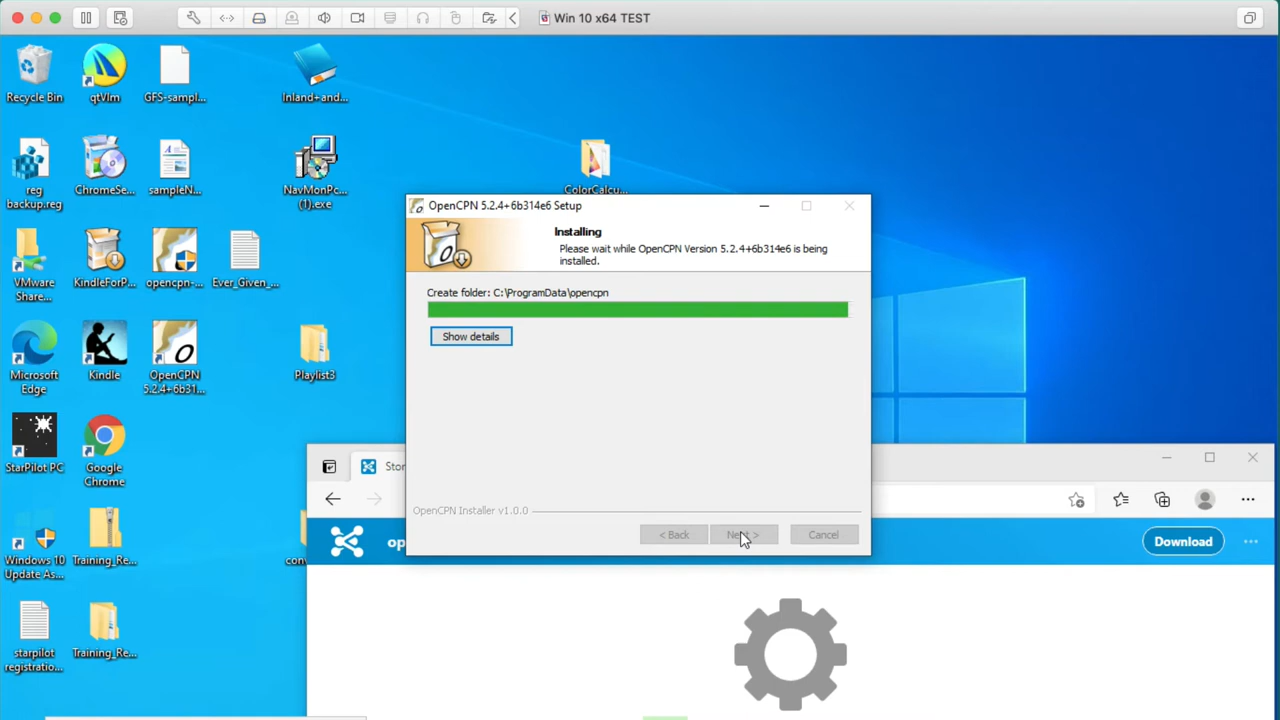 Win 10 x64 TEST
Recycle Bin
qtVlm
GFS-sampl...
Inland+and...
reg
backup.reg
ChromeSe...
sampleN...
NavMonPc...
(1).exe
ColorCalcu...
VMware
Share...
KindleForP...
opencpn-...
Ever_Given_...
Microsoft
Edge
Kindle
OpenCPN
5.2.4+6b31...
Playlist3
StarPilot PC
Google
Chrome
Windows 10
Update As...
Training_Re...
starpilot
registratio...
Training_Re...
OpenCPN 5.2.4+6b314e6 Setup
Installing
Please wait while OpenCPN Version 5.2.4+6b314e6 is being
installed.
Create folder: C:\ProgramData\opencpn
Show details
OpenCPN Installer v1.0.0
< Back
Next >
Cancel
Stor
op
Download
con